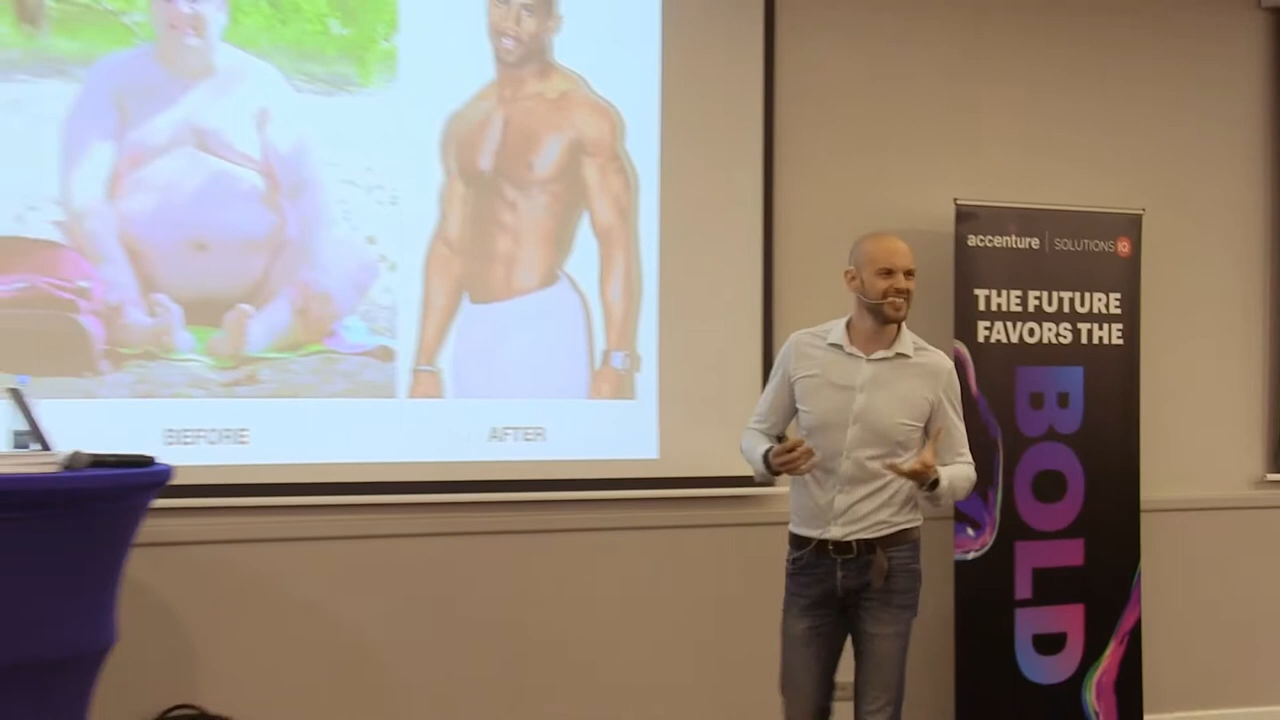 BEFORE
AFTER
accenture | SOLUTIONS IQ
THE FUTURE
FAVORS THE
BOLD